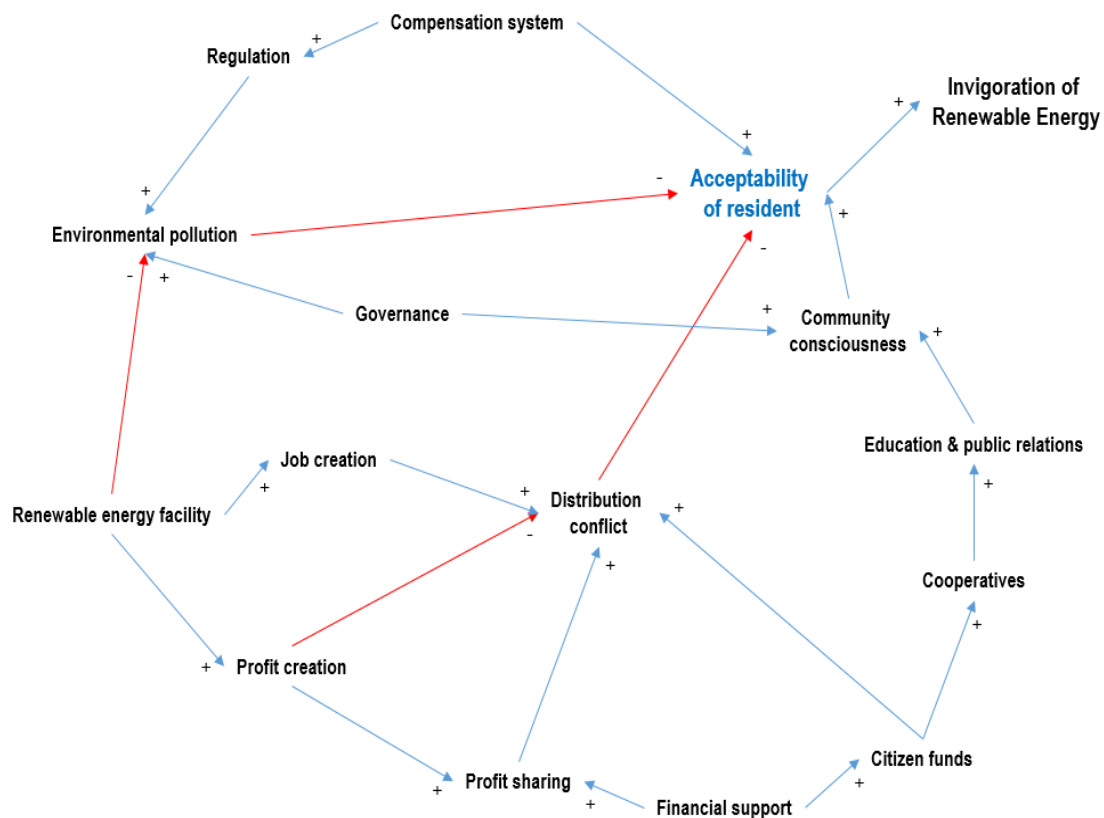 Compensation system
+
Regulation
Invigoration of
Renewable Energy
+
+
-
Acceptability
of resident
+
Environmental pollution
+
-
-
+
Governance
+
Community
consciousness
+
Education & public relations
Job creation
+
+
Distribution
conflict
+
+
Renewable energy facility
-
+
Cooperatives
+
+
Profit creation
Citizen funds
Profit sharing
+
+
+
Financial support